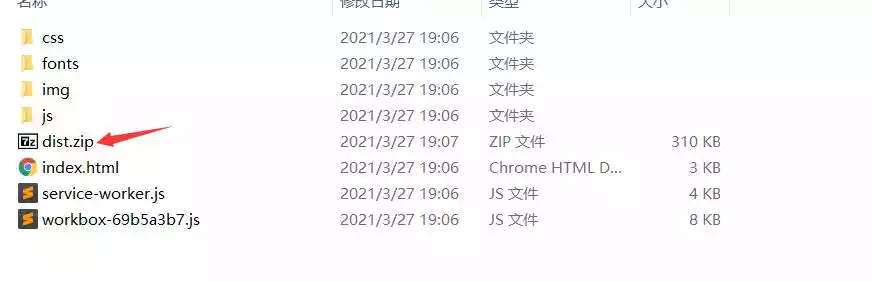 名称 修改日期 类型 大小
css 2021/3/27 19:06 文件夹
fonts 2021/3/27 19:06 文件夹
img 2021/3/27 19:06 文件夹
js 2021/3/27 19:06 文件夹
dist.zip 2021/3/27 19:07 ZIP 文件 310 KB
index.html 2021/3/27 19:06 Chrome HTML D... 3 KB
service-worker.js 2021/3/27 19:06 JS 文件 4 KB
workbox-69b5a3b7.js 2021/3/27 19:06 JS 文件 8 KB